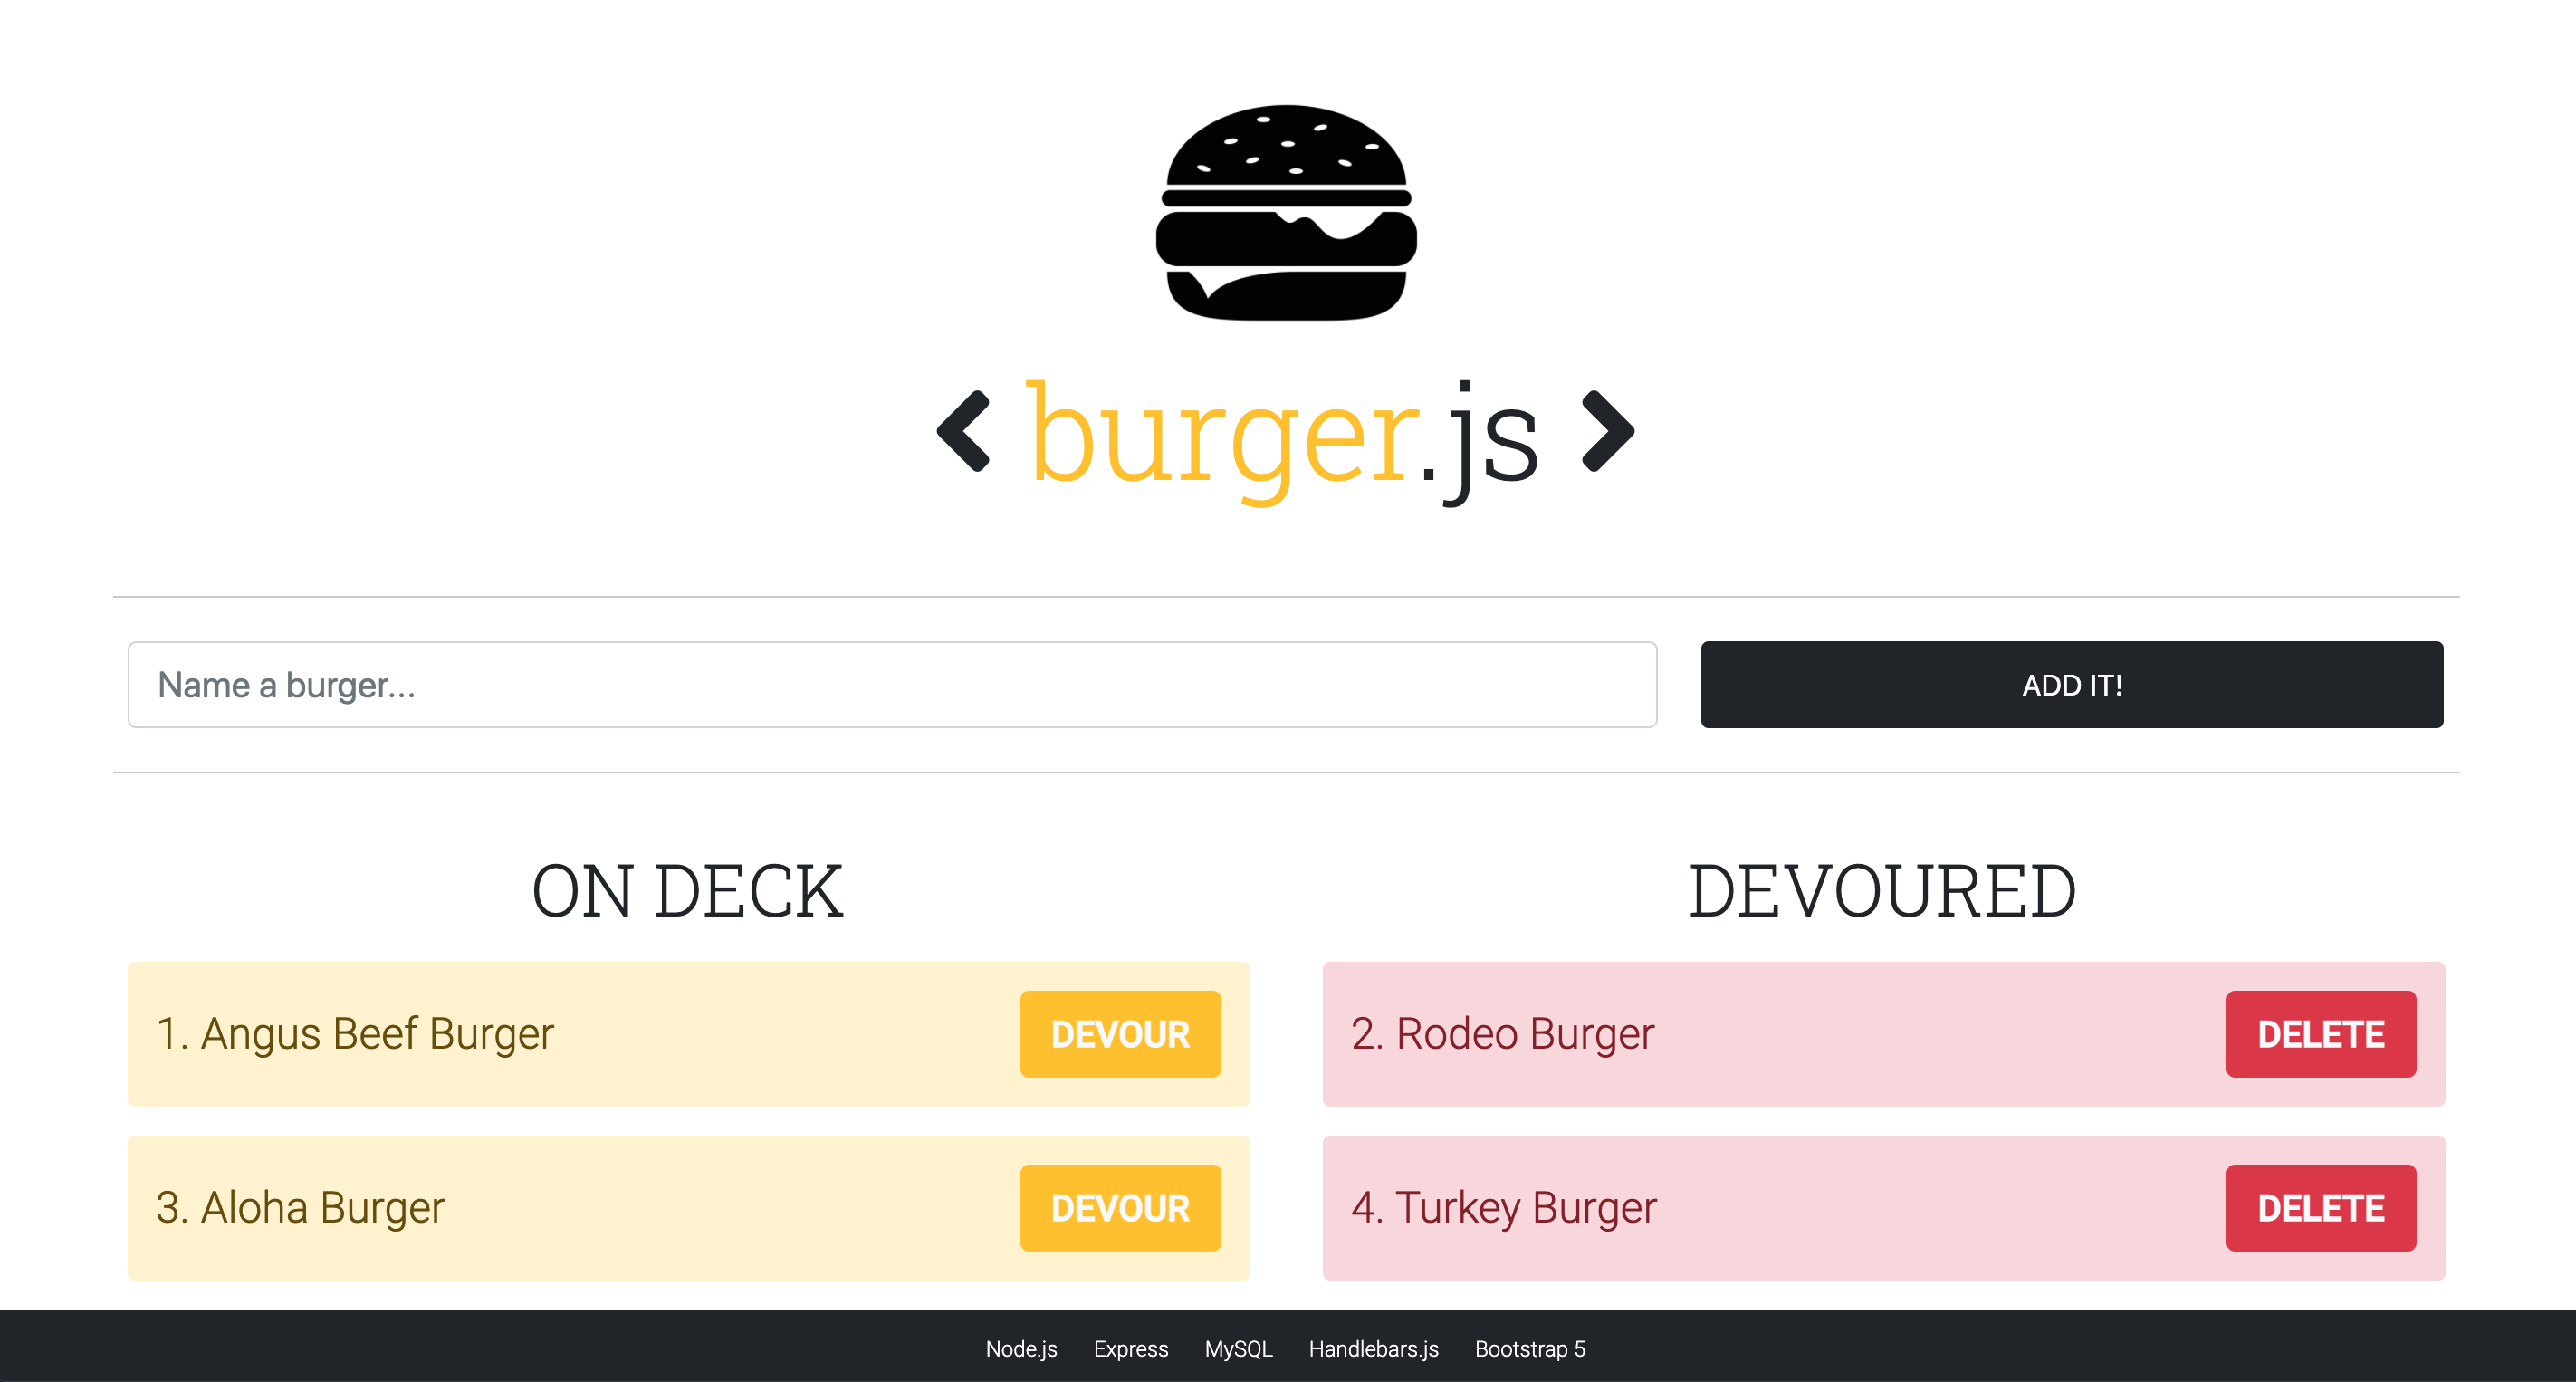 burger.js
Name a burger...
ADD IT!
ON DECK
1. Angus Beef Burger
DEVOUR
3. Aloha Burger
DEVOUR
DEVOURED
2. Rodeo Burger
DELETE
4. Turkey Burger
DELETE
Node.js Express MySQL Handlebars.js Bootstrap 5